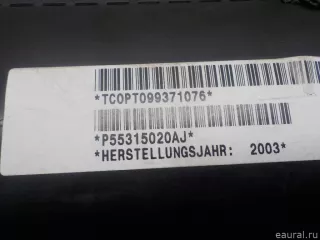 *TCOPT099371076*
*P55315020AJ*
*HERSTELLUNGSJAHR: 2003*
© eaural.ru